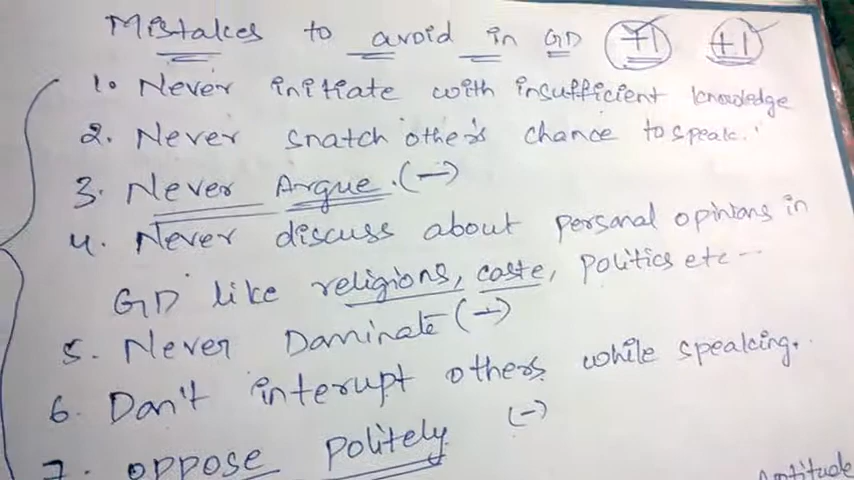 Mistakes to avoid in GD +1 +1
1. Never initiate with insufficient knowledge
2. Never snatch other's chance to speak.
3. Never Argue. (-)
4. Never discuss about personal opinions in
GD like religions, caste, politics etc --
5. Never Dominate (-)
6. Don't interupt others while speaking.
7. oppose politely (-)
Aptitude